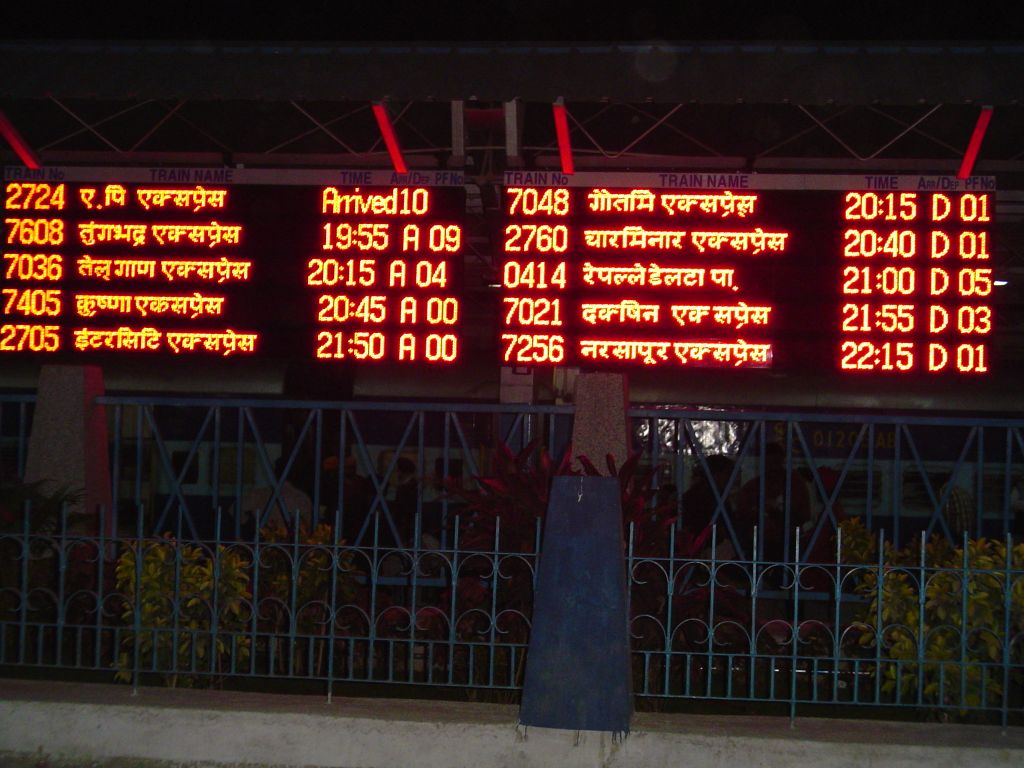 TRAIN No TRAIN NAME TIME Arr/Dep PF No
2724 ए.पि एक्सप्रेस Arrived 10
7608 तुंगभद्र एक्सप्रेस 19:55 A 09
7036 तेलुगाण एक्सप्रेस 20:15 A 04
7405 क्रुष्णा एकसप्रेस 20:45 A 00
2705 इंटरसिटि एक्सप्रेस 21:50 A 00
TRAIN No TRAIN NAME TIME Arr/Dep PF No
7048 गौतमि एक्सप्रेस 20:15 D 01
2760 चारमिनार एक्सप्रेस 20:40 D 01
0414 रेपल्ले डेलटा पा. 21:00 D 05
7021 दक्षिन एक्सप्रेस 21:55 D 03
7256 नरसापूर एक्सप्रेस 22:15 D 01